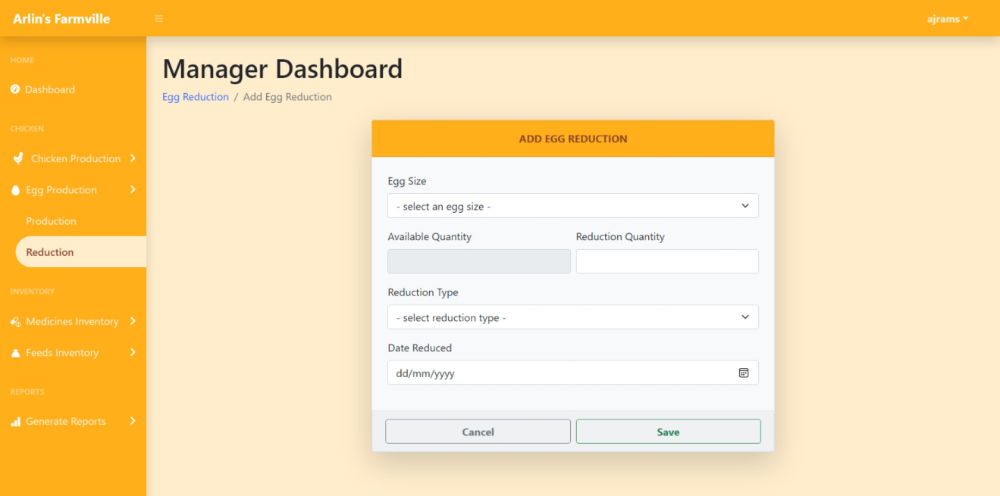 Arlin's Farmville
ajrams
HOME
Dashboard
CHICKEN
Chicken Production
Egg Production
Production
Reduction
INVENTORY
Medicines Inventory
Feeds Inventory
REPORTS
Generate Reports
Manager Dashboard
Egg Reduction / Add Egg Reduction
ADD EGG REDUCTION
Egg Size
- select an egg size -
Available Quantity Reduction Quantity
Reduction Type
- select reduction type -
Date Reduced
dd/mm/yyyy
Cancel Save